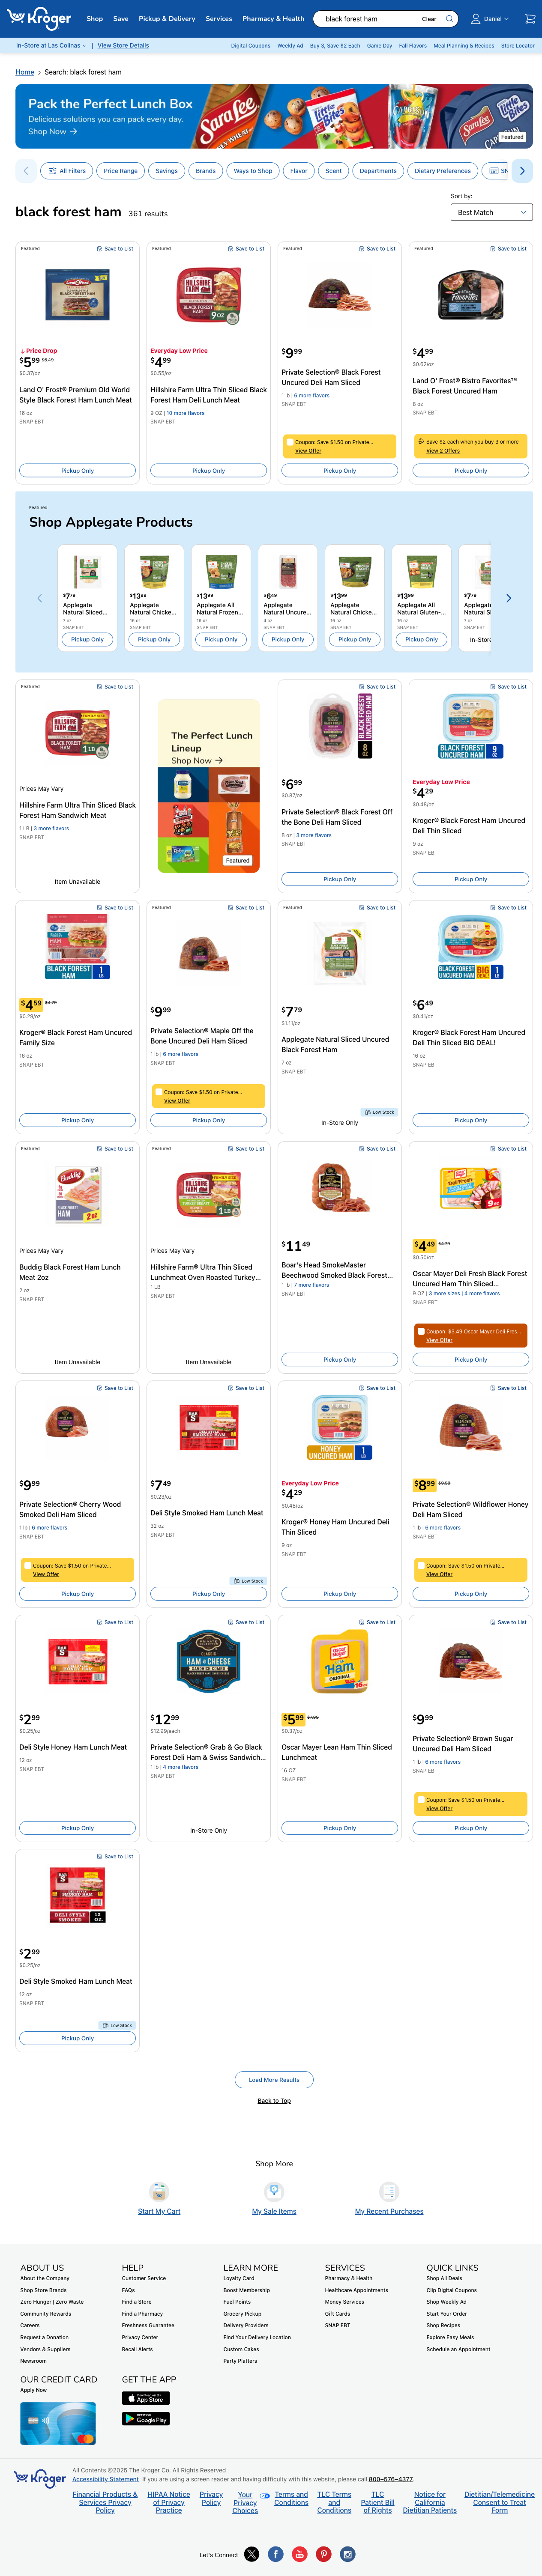 Kroger
Shop
Save
Pickup & Delivery
Services
Pharmacy & Health
black forest ham
Clear
Daniel
In-Store at Las Colinas
View Store Details
Digital Coupons
Weekly Ad
Buy 3, Save $2 Each
Game Day
Fall Flavors
Meal Planning & Recipes
Store Locator
Home > Search: black forest ham
Pack the Perfect Lunch Box
Delicious solutions you can pack every day.
Shop Now →
Featured
All Filters
Price Range
Savings
Brands
Ways to Shop
Flavor
Scent
Departments
Dietary Preferences
Sort by:
black forest ham 361 results
Best Match
Featured
Save to List
↓ Price Drop
$5.99 $6.49
$0.37/oz
Land O' Frost® Premium Old World
Style Black Forest Ham Lunch Meat
16 oz
SNAP EBT
Pickup Only
Featured
Save to List
Everyday Low Price
$4.99
$0.55/oz
Hillshire Farm Ultra Thin Sliced Black
Forest Ham Deli Lunch Meat
9 OZ | 10 more flavors
SNAP EBT
Pickup Only
Featured
Save to List
$9.99
Private Selection® Black Forest
Uncured Deli Ham Sliced
1 lb | 6 more flavors
SNAP EBT
Coupon: Save $1.50 on Private...
View Offer
Pickup Only
Featured
Save to List
$4.99
$0.62/oz
Land O' Frost® Bistro Favorites™
Black Forest Uncured Ham
8 oz
SNAP EBT
Save $2 each when you buy 3 or more
View 2 Offers
Pickup Only
Featured
Shop Applegate Products
$7.79
Applegate
Natural Sliced...
7 oz
SNAP EBT
Pickup Only
$13.99
Applegate
Natural Chicke...
16 oz
SNAP EBT
Pickup Only
$13.99
Applegate All
Natural Frozen...
16 oz
SNAP EBT
Pickup Only
$6.49
Applegate
Natural Uncure...
4 oz
SNAP EBT
Pickup Only
$13.99
Applegate
Natural Chicke...
16 oz
SNAP EBT
Pickup Only
$13.99
Applegate All
Natural Gluten-...
16 oz
SNAP EBT
Pickup Only
$7.79
Applegate
Natural Sl
7 oz
SNAP EBT
In-Store
Featured
Save to List
Prices May Vary
Hillshire Farm Ultra Thin Sliced Black
Forest Ham Sandwich Meat
1 LB | 3 more flavors
SNAP EBT
Item Unavailable
The Perfect Lunch
Lineup
Shop Now →
Featured
Save to List
$6.99
$0.87/oz
Private Selection® Black Forest Off
the Bone Deli Ham Sliced
8 oz | 3 more flavors
SNAP EBT
Pickup Only
Save to List
BLACK FOREST UNCURED HAM
9 OZ
Everyday Low Price
$4.29
$0.48/oz
Kroger® Black Forest Ham Uncured
Deli Thin Sliced
9 oz
SNAP EBT
Pickup Only
Save to List
BLACK FOREST HAM
1 LB
$4.59 $4.79
$0.29/oz
Kroger® Black Forest Ham Uncured
Family Size
16 oz
SNAP EBT
Pickup Only
Featured
Save to List
$9.99
Private Selection® Maple Off the
Bone Uncured Deli Ham Sliced
1 lb | 6 more flavors
SNAP EBT
Coupon: Save $1.50 on Private...
View Offer
Pickup Only
Featured
Save to List
$7.79
$1.11/oz
Applegate Natural Sliced Uncured
Black Forest Ham
7 oz
SNAP EBT
Low Stock
In-Store Only
Save to List
BLACK FOREST UNCURED HAM
BIG DEAL!
1 LB
$6.49
$0.41/oz
Kroger® Black Forest Ham Uncured
Deli Thin Sliced BIG DEAL!
16 oz
SNAP EBT
Pickup Only
Featured
Save to List
Buddig
HAM
2 oz
Prices May Vary
Buddig Black Forest Ham Lunch
Meat 2oz
2 oz
SNAP EBT
Item Unavailable
Featured
Save to List
Prices May Vary
Hillshire Farm® Ultra Thin Sliced
Lunchmeat Oven Roasted Turkey...
1 LB
SNAP EBT
Item Unavailable
Save to List
$11.49
Boar's Head SmokeMaster
Beechwood Smoked Black Forest...
1 lb | 7 more flavors
SNAP EBT
Pickup Only
Save to List
$4.49 $4.79
$0.50/oz
Oscar Mayer Deli Fresh Black Forest
Uncured Ham Thin Sliced...
9 OZ | 3 more sizes | 4 more flavors
SNAP EBT
Coupon: $3.49 Oscar Mayer Deli Fres...
View Offer
Pickup Only
Save to List
$9.99
Private Selection® Cherry Wood
Smoked Deli Ham Sliced
1 lb | 6 more flavors
SNAP EBT
Coupon: Save $1.50 on Private...
View Offer
Pickup Only
Save to List
$7.49
$0.23/oz
Deli Style Smoked Ham Lunch Meat
32 oz
SNAP EBT
Low Stock
Pickup Only
Save to List
HONEY UNCURED HAM
1 LB
Everyday Low Price
$4.29
$0.48/oz
Kroger® Honey Ham Uncured Deli
Thin Sliced
9 oz
SNAP EBT
Pickup Only
Save to List
$8.99 $9.99
Private Selection® Wildflower Honey
Deli Ham Sliced
1 lb | 6 more flavors
SNAP EBT
Coupon: Save $1.50 on Private...
View Offer
Pickup Only
Save to List
$2.99
$0.25/oz
Deli Style Honey Ham Lunch Meat
12 oz
SNAP EBT
Pickup Only
Save to List
HAM & CHEESE
$12.99
$12.99/each
Private Selection® Grab & Go Black
Forest Deli Ham & Swiss Sandwich...
1 lb | 4 more flavors
SNAP EBT
In-Store Only
Save to List
Ham
ORIGINAL
$5.99 $7.99
$0.37/oz
Oscar Mayer Lean Ham Thin Sliced
Lunchmeat
16 OZ
SNAP EBT
Pickup Only
Save to List
$9.99
Private Selection® Brown Sugar
Uncured Deli Ham Sliced
1 lb | 6 more flavors
SNAP EBT
Coupon: Save $1.50 on Private...
View Offer
Pickup Only
Save to List
DELI STYLE SMOKED
12 OZ.
$2.99
$0.25/oz
Deli Style Smoked Ham Lunch Meat
12 oz
SNAP EBT
Low Stock
Pickup Only
Load More Results
Back to Top
Shop More
Start My Cart
My Sale Items
My Recent Purchases
ABOUT US
About the Company
Shop Store Brands
Zero Hunger | Zero Waste
Community Rewards
Careers
Request a Donation
Vendors & Suppliers
Newsroom
HELP
Customer Service
FAQs
Find a Store
Find a Pharmacy
Freshness Guarantee
Privacy Center
Recall Alerts
LEARN MORE
Loyalty Card
Boost Membership
Fuel Points
Grocery Pickup
Delivery Providers
Find Your Delivery Location
Custom Cakes
Party Platters
SERVICES
Pharmacy & Health
Healthcare Appointments
Money Services
Gift Cards
SNAP EBT
QUICK LINKS
Shop All Deals
Clip Digital Coupons
Shop Weekly Ad
Start Your Order
Shop Recipes
Explore Easy Meals
Schedule an Appointment
OUR CREDIT CARD
Apply Now
GET THE APP
Download on the
App Store
GET IT ON
Google Play
Kroger
All Contents ©2025 The Kroger Co. All Rights Reserved
Accessibility Statement If you are using a screen reader and having difficulty with this website, please call 800-576-4377.
Financial Products &
Services Privacy
Policy
HIPAA Notice
of Privacy
Practice
Privacy
Policy
Your
Privacy
Choices
Terms and
Conditions
TLC Terms
and
Conditions
TLC
Patient Bill
of Rights
Notice for
California
Dietitian Patients
Dietitian/Telemedicine
Consent to Treat
Form
Let's Connect